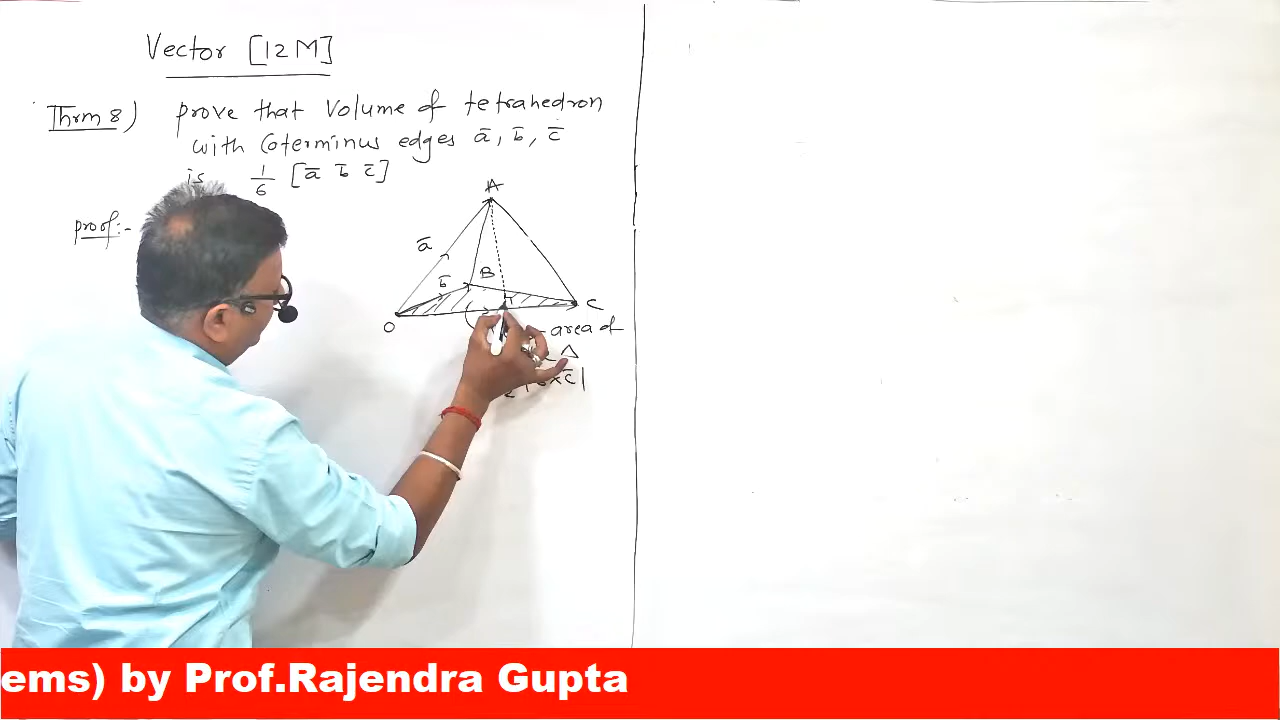 Vector [12 M]
Thrm 8) prove that Volume of tetrahedron
with Coterminus edges a̅, b̅, c̅
is 1/6 [a̅ b̅ c̅]
proof:-
A
a̅
b̅
B
C
O
area of
Δ
x c̅|
ems) by Prof.Rajendra Gupta